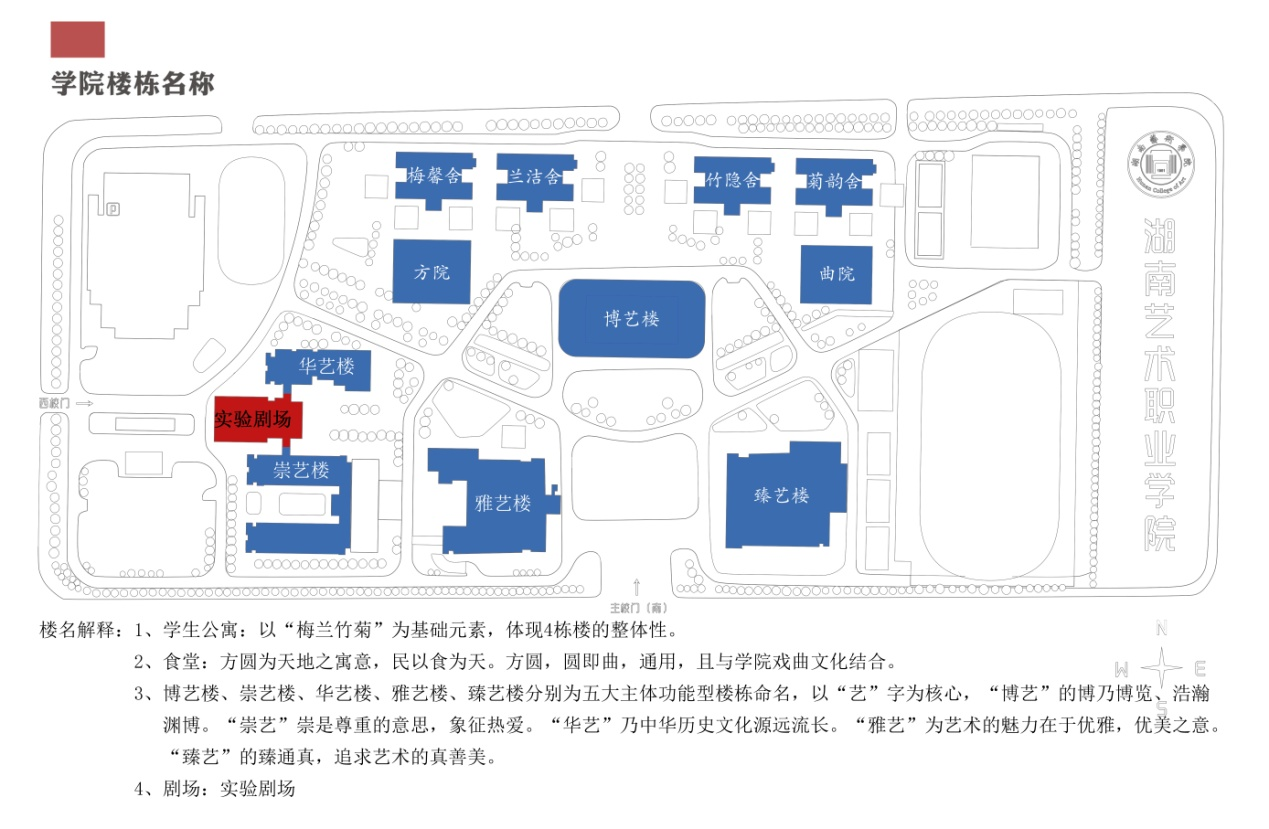 学院楼栋名称
P
梅馨舍
兰洁舍
竹隐舍
菊韵舍
湖南艺术学院
Hunan College of Art
1951
湖南艺术职业学院
方院
曲院
博艺楼
华艺楼
西校门
实验剧场
崇艺楼
雅艺楼
臻艺楼
主校门（南）
N
W E
S
楼名解释：1、学生公寓：以“梅兰竹菊”为基础元素，体现4栋楼的整体性。
2、食堂：方圆为天地之寓意，民以食为天。方圆，圆即曲，通用，且与学院戏曲文化结合。
3、博艺楼、崇艺楼、华艺楼、雅艺楼、臻艺楼分别为五大主体功能型楼栋命名，以“艺”字为核心，“博艺”的博乃博览、浩瀚
渊博。“崇艺”崇是尊重的意思，象征热爱。“华艺”乃中华历史文化源远流长。“雅艺”为艺术的魅力在于优雅，优美之意。
“臻艺”的臻通真，追求艺术的真善美。
4、剧场：实验剧场